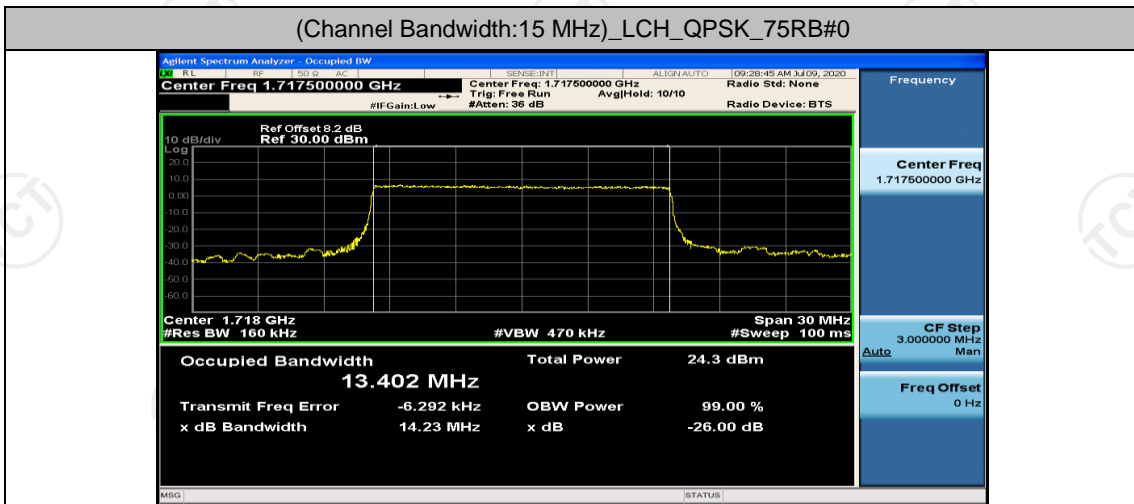 (Channel Bandwidth:15 MHz)_LCH_QPSK_75RB#0
Agilent Spectrum Analyzer - Occupied BW
LXI RL RF 50 Ω AC SENSE:INT ALIGN AUTO 09:28:45 AM Jul 09, 2020
Center Freq 1.717500000 GHz
Center Freq: 1.717500000 GHz
Radio Std: None
Trig: Free Run Avg|Hold: 10/10
#IFGain:Low #Atten: 36 dB Radio Device: BTS
Ref Offset 8.2 dB
10 dB/div Ref 30.00 dBm
Log
20.0
10.0
0.00
-10.0
-20.0
-30.0
-40.0
-50.0
-60.0
Center 1.718 GHz Span 30 MHz
#Res BW 160 kHz #VBW 470 kHz #Sweep 100 ms
Occupied Bandwidth Total Power 24.3 dBm
13.402 MHz
Transmit Freq Error -6.292 kHz OBW Power 99.00 %
x dB Bandwidth 14.23 MHz x dB -26.00 dB
MSG STATUS
Frequency
Center Freq
1.717500000 GHz
CF Step
3.000000 MHz
Auto Man
Freq Offset
0 Hz
TCT
TCT